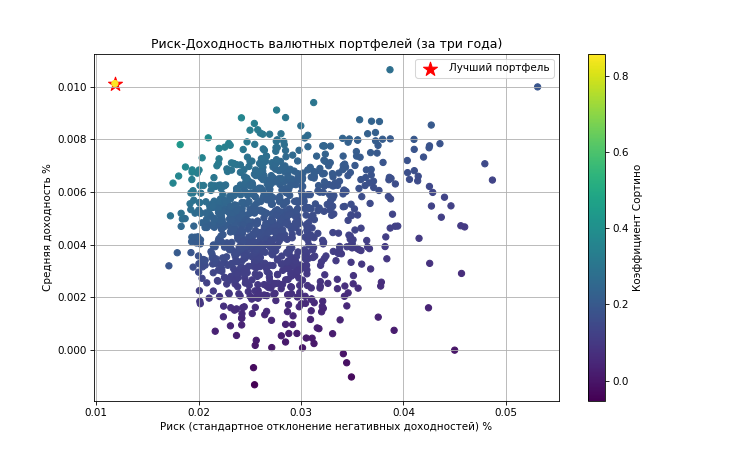 Риск-Доходность валютных портфелей (за три года)
Лучший портфель
0.010
0.008
0.006
0.004
0.002
0.000
Средняя доходность %
0.01 0.02 0.03 0.04 0.05
Риск (стандартное отклонение негативных доходностей) %
0.8
0.6
0.4
0.2
0.0
Коэффициент Сортино